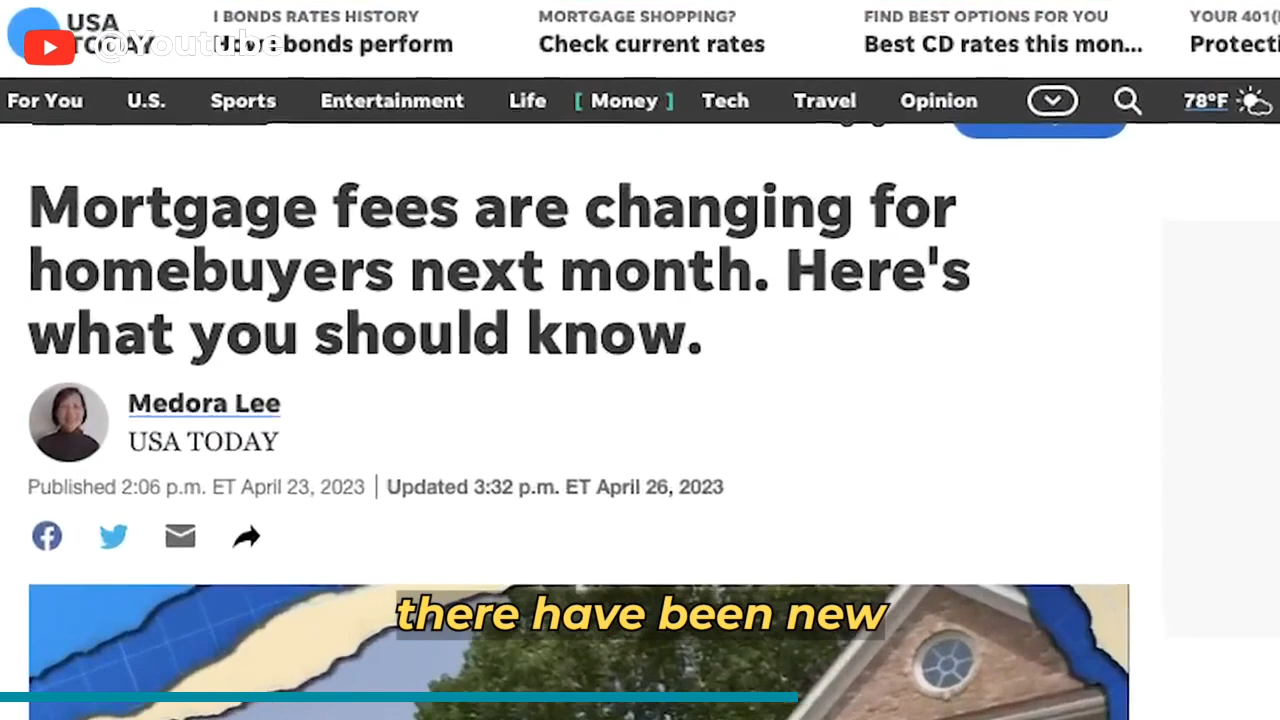 USA
TODAY
@Youtube
I BONDS RATES HISTORY
bonds perform
MORTGAGE SHOPPING?
Check current rates
FIND BEST OPTIONS FOR YOU
Best CD rates this mon...
YOUR 401(
Protecti
For You
U.S.
Sports
Entertainment
Life
[ Money ]
Tech
Travel
Opinion
78°F
Mortgage fees are changing for
homebuyers next month. Here's
what you should know.
Medora Lee
USA TODAY
Published 2:06 p.m. ET April 23, 2023 | Updated 3:32 p.m. ET April 26, 2023
there have been new